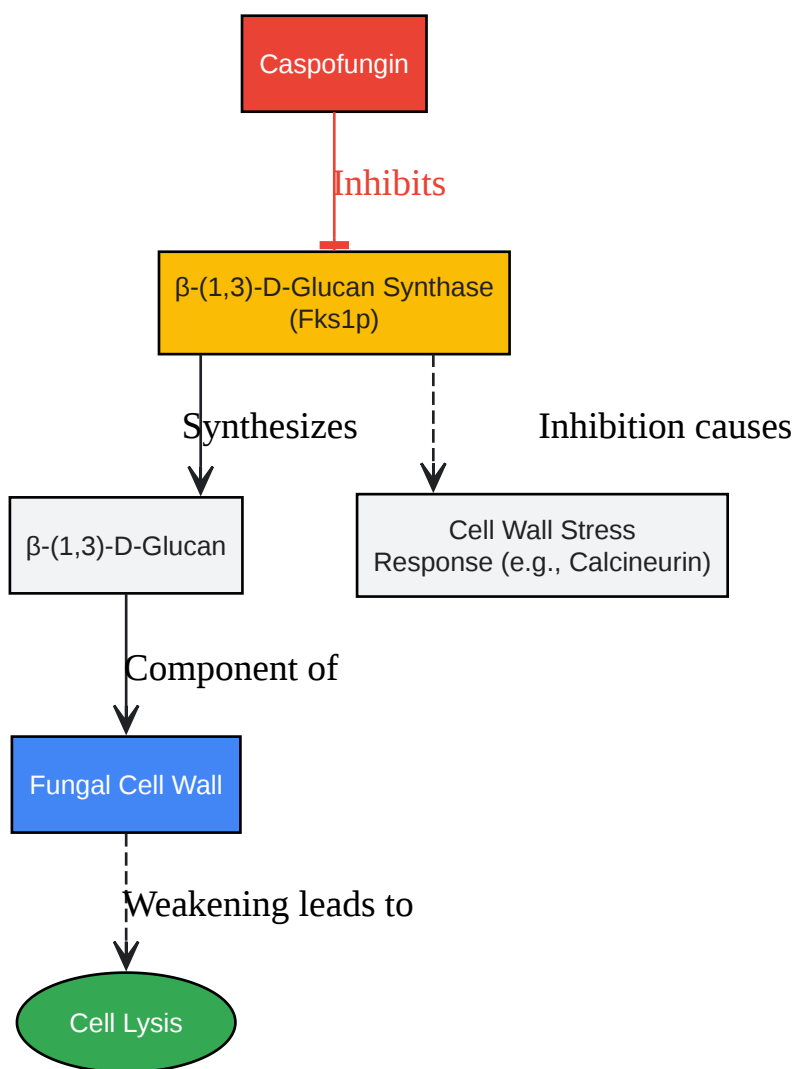 Caspofungin
Inhibits
β-(1,3)-D-Glucan Synthase
(Fks1p)
Synthesizes
Inhibition causes
β-(1,3)-D-Glucan
Cell Wall Stress
Response (e.g., Calcineurin)
Component of
Fungal Cell Wall
Weakening leads to
Cell Lysis